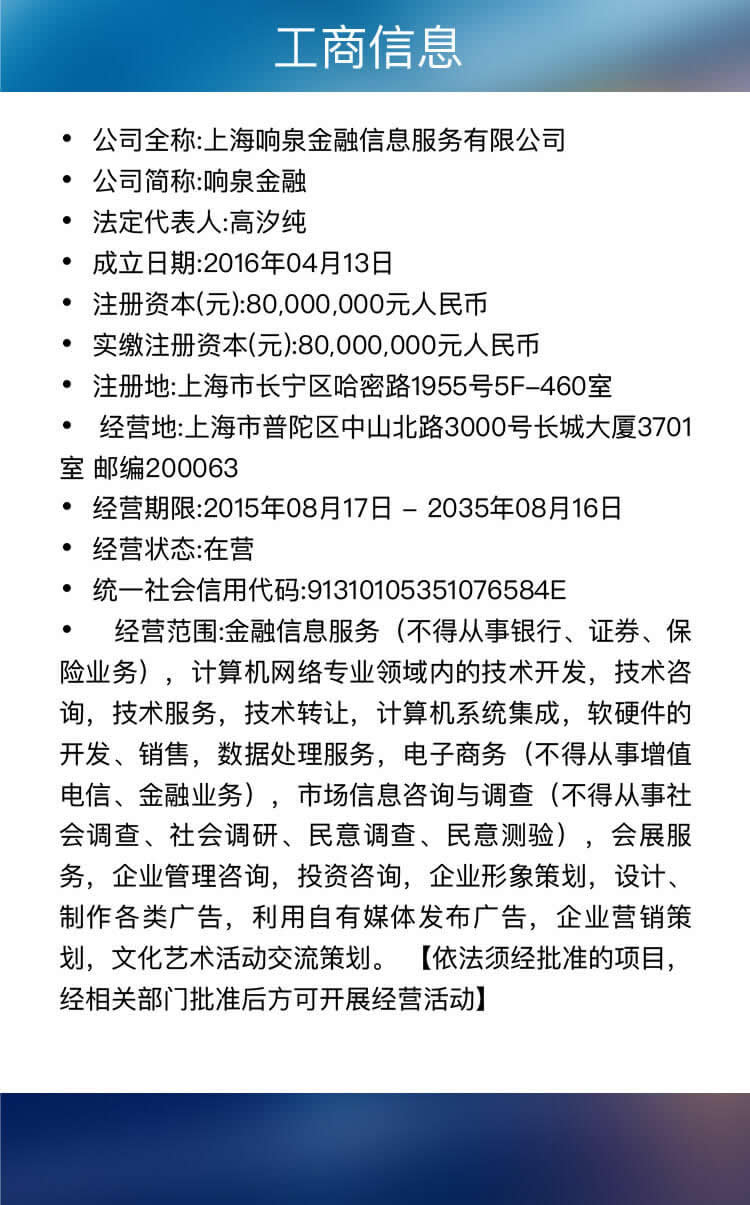 工商信息
• 公司全称:上海响泉金融信息服务有限公司
• 公司简称:响泉金融
• 法定代表人:高汐纯
• 成立日期:2016年04月13日
• 注册资本(元):80,000,000元人民币
• 实缴注册资本(元):80,000,000元人民币
• 注册地:上海市长宁区哈密路1955号5F-460室
• 经营地:上海市普陀区中山北路3000号长城大厦3701
室 邮编200063
• 经营期限:2015年08月17日 – 2035年08月16日
• 经营状态:在营
• 统一社会信用代码:91310105351076584E
• 经营范围:金融信息服务（不得从事银行、证券、保
险业务），计算机网络专业领域内的技术开发，技术咨
询，技术服务，技术转让，计算机系统集成，软硬件的
开发、销售，数据处理服务，电子商务（不得从事增值
电信、金融业务），市场信息咨询与调查（不得从事社
会调查、社会调研、民意调查、民意测验），会展服
务，企业管理咨询，投资咨询，企业形象策划，设计、
制作各类广告，利用自有媒体发布广告，企业营销策
划，文化艺术活动交流策划。 【依法须经批准的项目，
经相关部门批准后方可开展经营活动】